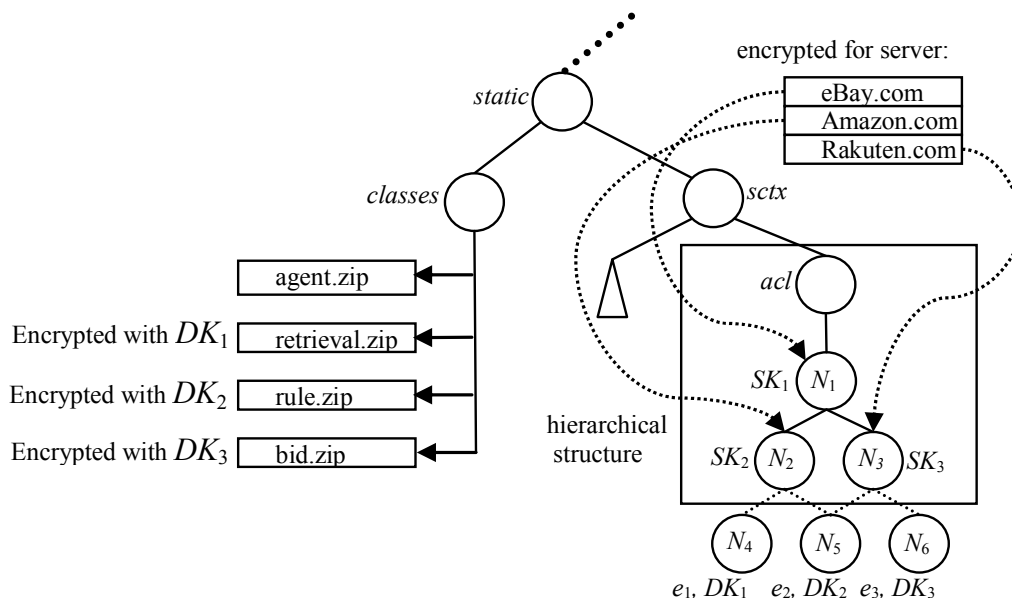 encrypted for server:
eBay.com
Amazon.com
Rakuten.com
static
classes
sctx
agent.zip
acl
Encrypted with DK1
retrieval.zip
Encrypted with DK2
rule.zip
Encrypted with DK3
bid.zip
SK1
N1
hierarchical
structure
SK2
N2
N3
SK3
N4
N5
N6
e1, DK1
e2, DK2
e3, DK3